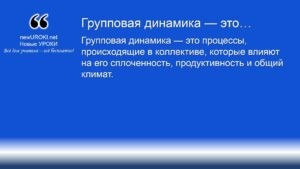 Групповая динамика — это…
newUROKI.net
Новые УРОКИ
Всё для учителя – всё бесплатно!
Групповая динамика — это процессы,
происходящие в коллективе, которые влияют
на его сплоченность, продуктивность и общий
климат.